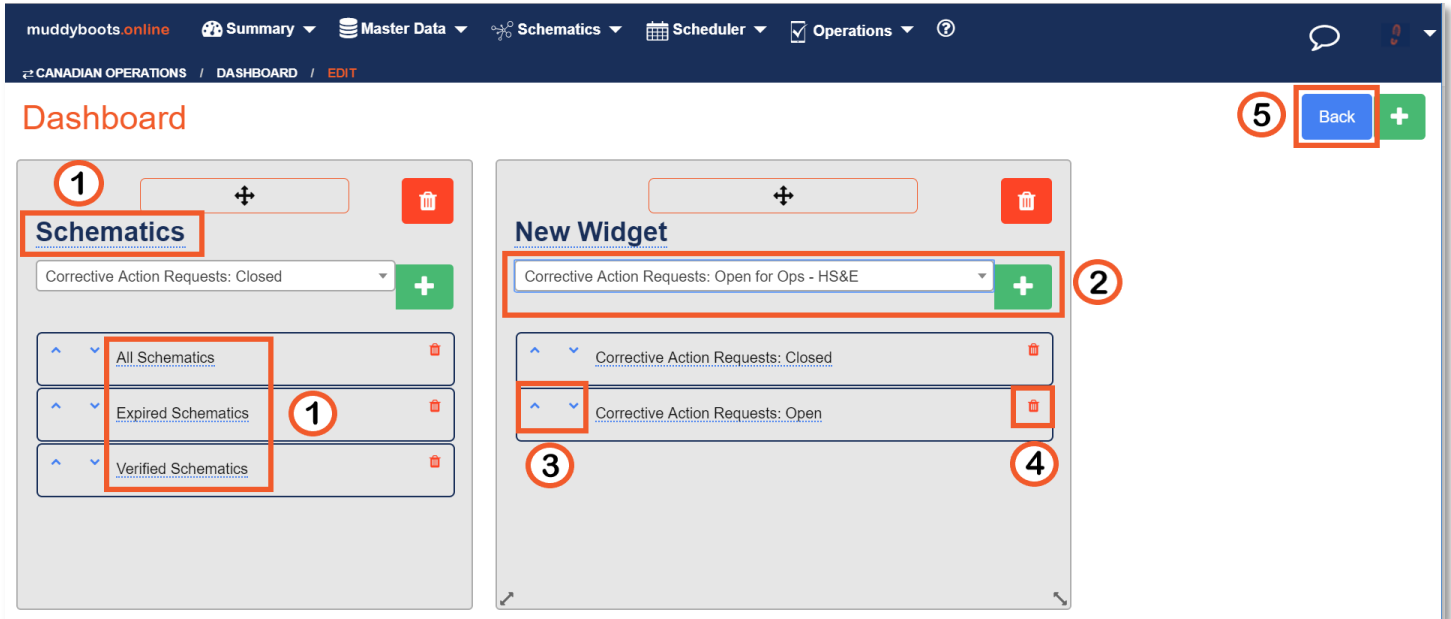 muddyboots.online Summary Master Data Schematics Scheduler Operations
CANADIAN OPERATIONS / DASHBOARD / EDIT
Dashboard
5 Back
1
Schematics
Corrective Action Requests: Closed
All Schematics
Expired Schematics
1
Verified Schematics
New Widget
Corrective Action Requests: Open for Ops - HS&E
2
Corrective Action Requests: Closed
Corrective Action Requests: Open
3
4